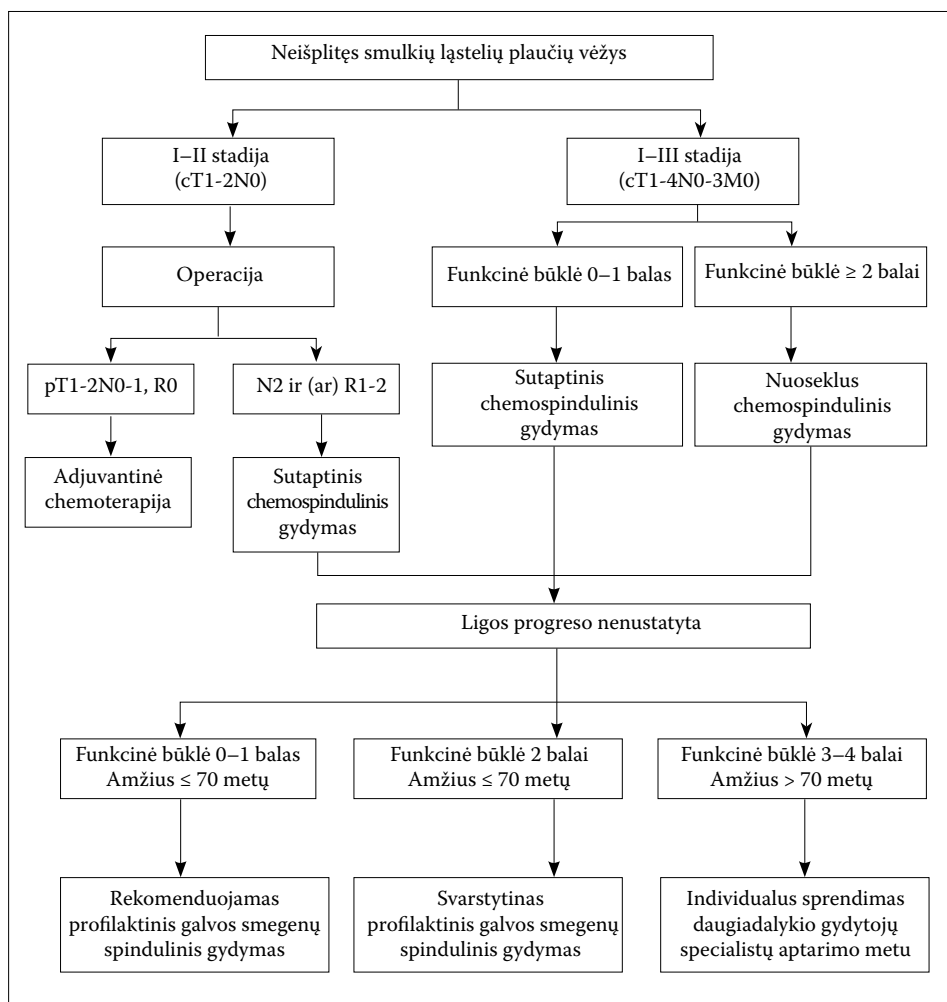 Neišplitęs smulkių ląstelių plaučių vėžys
I–II stadija
(cT1-2N0)
I–III stadija
(cT1-4N0-3M0)
Operacija
Funkcinė būklė 0–1 balas
Funkcinė būklė ≥ 2 balai
pT1-2N0-1, R0
N2 ir (ar) R1-2
Sutaptinis
chemospindulinis
gydymas
Nuoseklus
chemospindulinis
gydymas
Adjuvantinė
chemoterapija
Sutaptinis
chemospindulinis
gydymas
Ligos progreso nenustatyta
Funkcinė būklė 0–1 balas
Amžius ≤ 70 metų
Funkcinė būklė 2 balai
Amžius ≤ 70 metų
Funkcinė būklė 3–4 balai
Amžius > 70 metų
Rekomenduojamas
profilaktinis galvos smegenų
spindulinis gydymas
Svarstytinas
profilaktinis galvos smegenų
spindulinis gydymas
Individualus sprendimas
daugiadalykio gydytojų
specialistų aptarimo metu